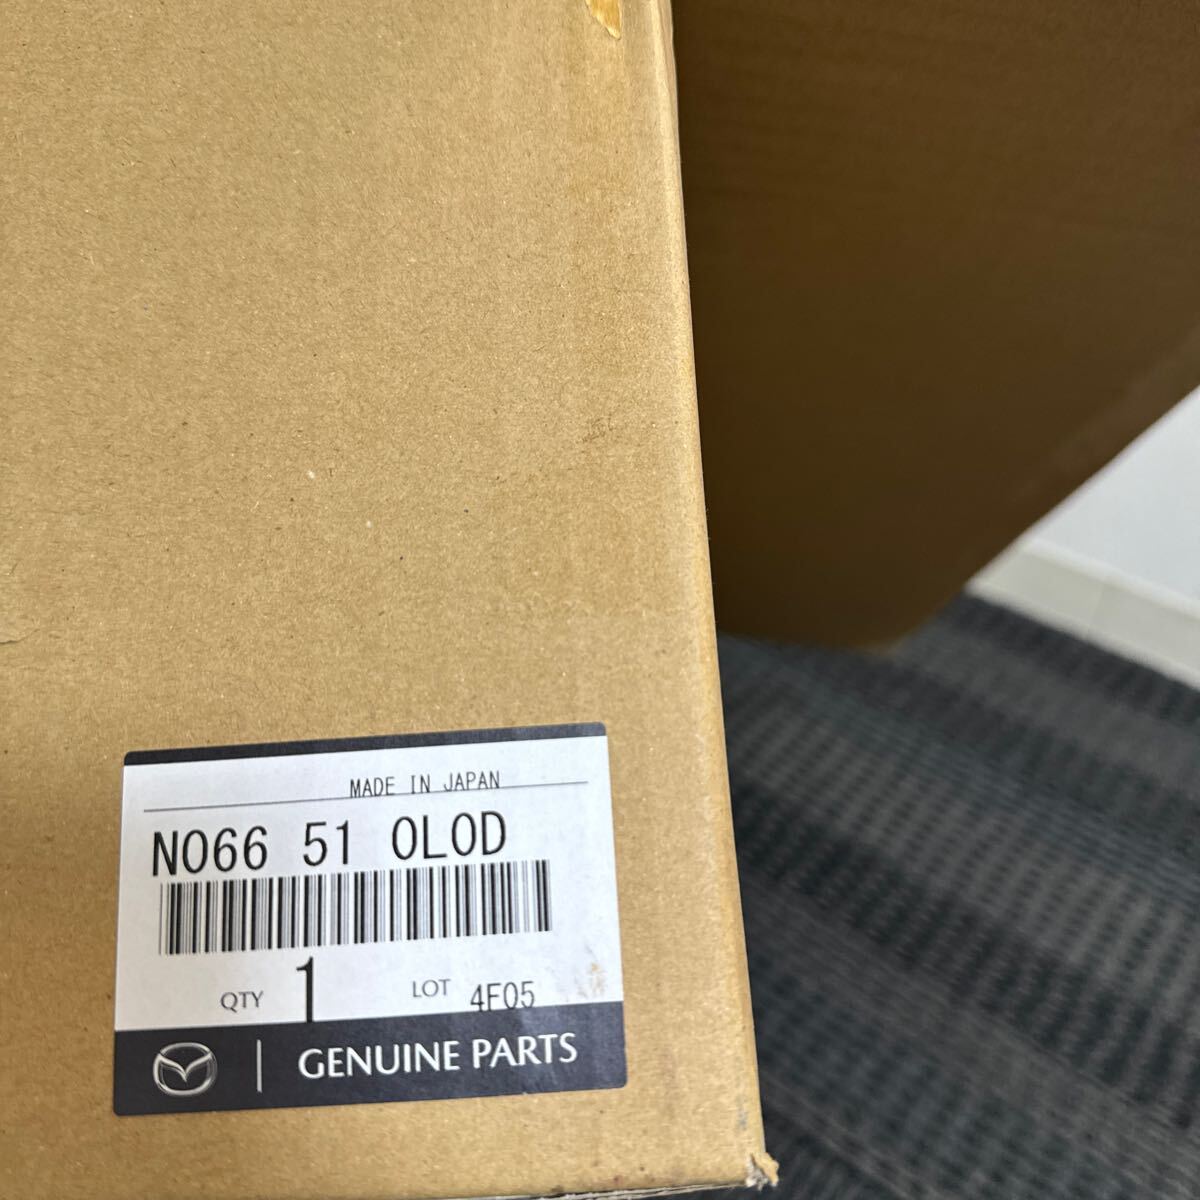 MADE IN JAPAN
N066 51 0L0D
QTY 1 LOT 4F05
GENUINE PARTS